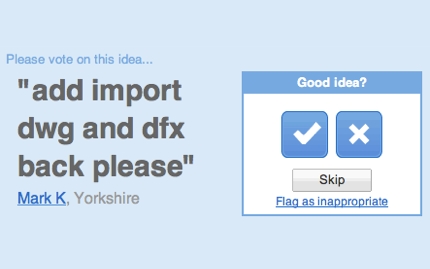 Please vote on this idea...
"add import
dwg and dfx
back please"
Mark K, Yorkshire
Good idea?
Skip
Flag as inappropriate